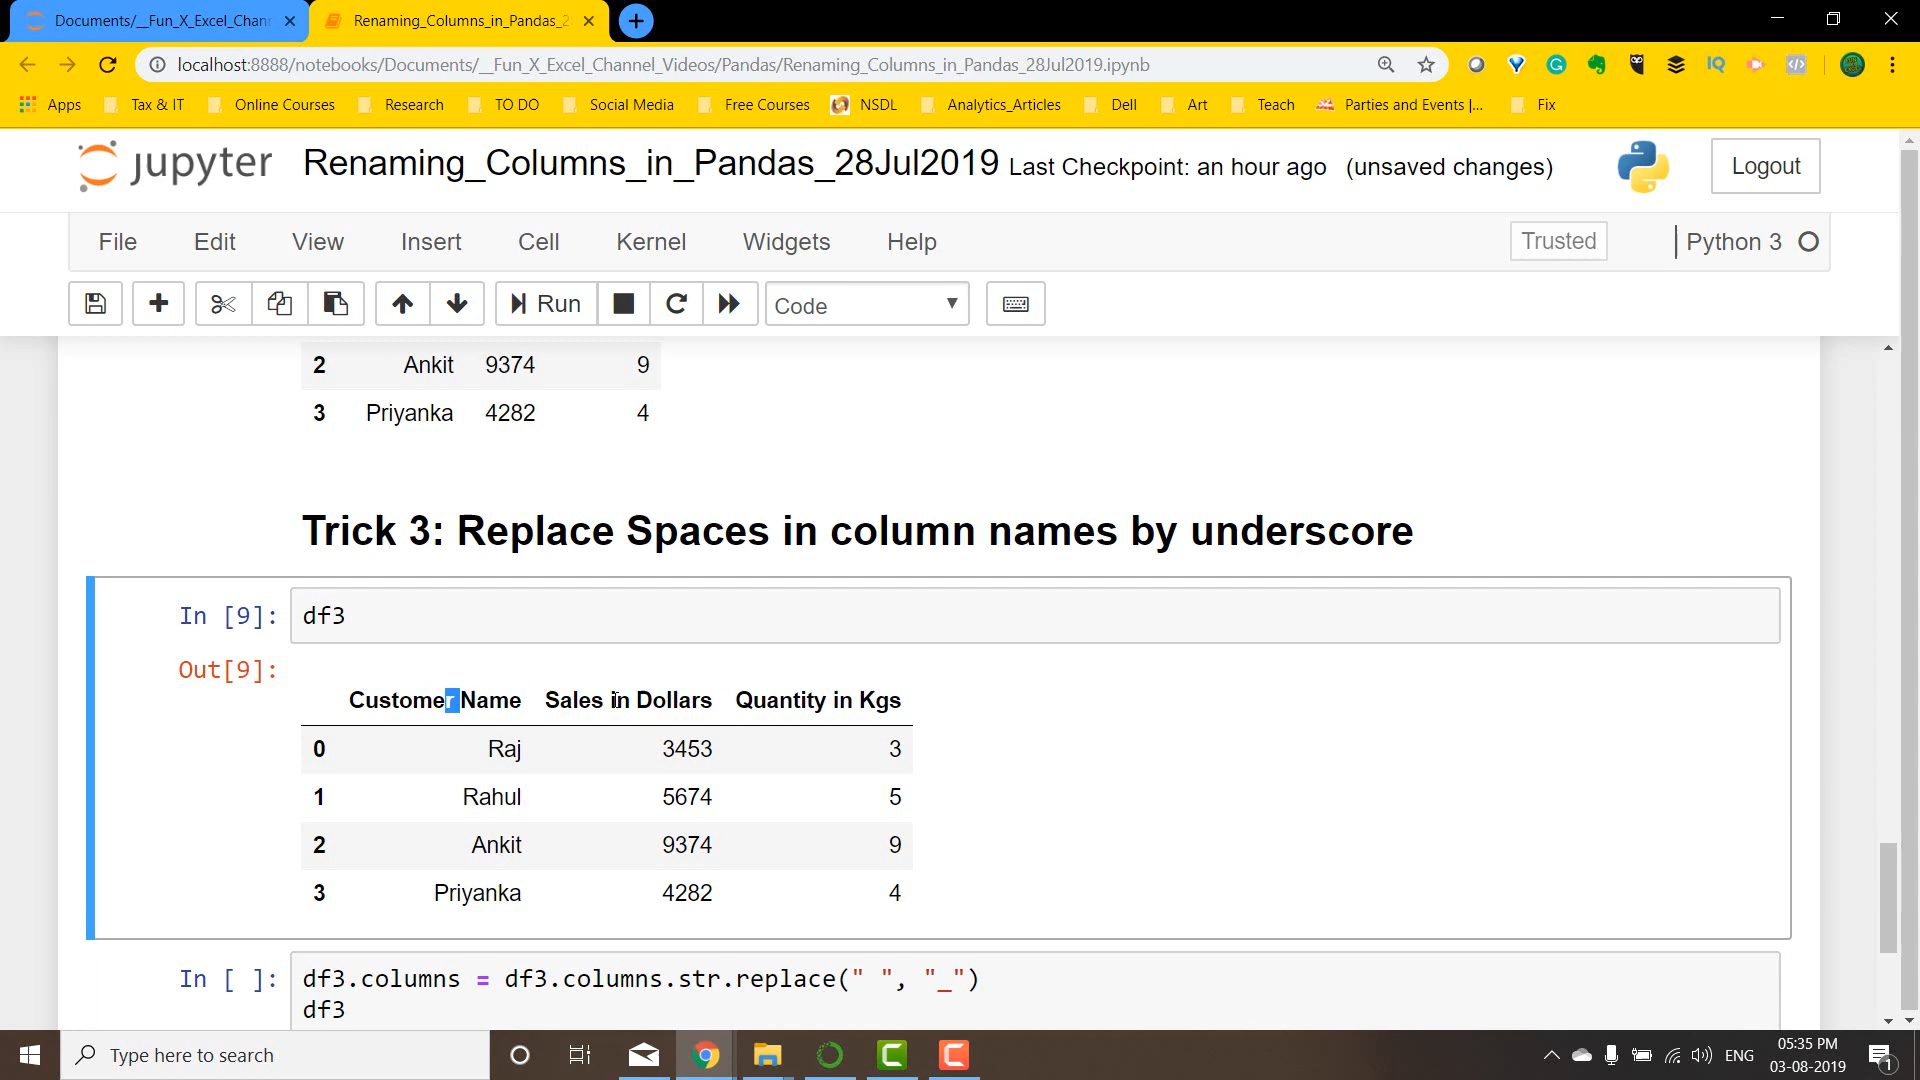 Documents/__Fun_X_Excel_Chan
Renaming_Columns_in_Pandas_2
localhost:8888/notebooks/Documents/__Fun_X_Excel_Channel_Videos/Pandas/Renaming_Columns_in_Pandas_28Jul2019.ipynb
Apps Tax & IT Online Courses Research TO DO Social Media Free Courses NSDL Analytics_Articles Dell Art Teach Parties and Events |... Fix
jupyter Renaming_Columns_in_Pandas_28Jul2019 Last Checkpoint: an hour ago (unsaved changes) Logout
File Edit View Insert Cell Kernel Widgets Help Trusted Python 3
Run Code
2 Ankit 9374 9
3 Priyanka 4282 4
Trick 3: Replace Spaces in column names by underscore
In [9]: df3
Out[9]:
Customer Name Sales in Dollars Quantity in Kgs
0 Raj 3453 3
1 Rahul 5674 5
2 Ankit 9374 9
3 Priyanka 4282 4
In [ ]: df3.columns = df3.columns.str.replace(" ", "_")
df3
Type here to search
ENG
05:35 PM
03-08-2019
1